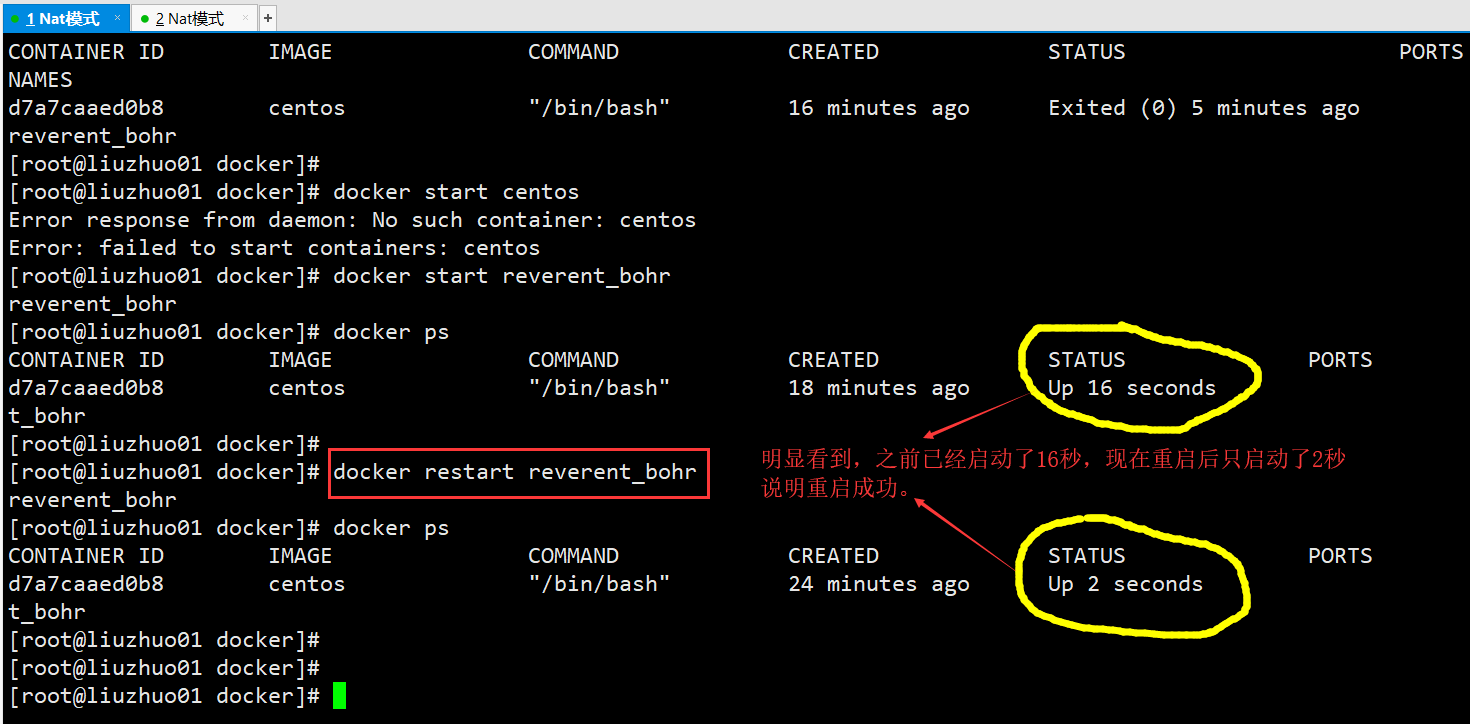 1 Nat模式 × 2 Nat模式 × +
CONTAINER ID IMAGE COMMAND CREATED STATUS PORTS
NAMES
d7a7caaed0b8 centos "/bin/bash" 16 minutes ago Exited (0) 5 minutes ago
reverent_bohr
[root@liuzhuo01 docker]#
[root@liuzhuo01 docker]# docker start centos
Error response from daemon: No such container: centos
Error: failed to start containers: centos
[root@liuzhuo01 docker]# docker start reverent_bohr
reverent_bohr
[root@liuzhuo01 docker]# docker ps
CONTAINER ID IMAGE COMMAND CREATED STATUS PORTS
d7a7caaed0b8 centos "/bin/bash" 18 minutes ago Up 16 seconds
t_bohr
[root@liuzhuo01 docker]#
[root@liuzhuo01 docker]# docker restart reverent_bohr
明显看到，之前已经启动了16秒，现在重启后只启动了2秒
说明重启成功。
reverent_bohr
[root@liuzhuo01 docker]# docker ps
CONTAINER ID IMAGE COMMAND CREATED STATUS PORTS
d7a7caaed0b8 centos "/bin/bash" 24 minutes ago Up 2 seconds
t_bohr
[root@liuzhuo01 docker]#
[root@liuzhuo01 docker]#
[root@liuzhuo01 docker]#